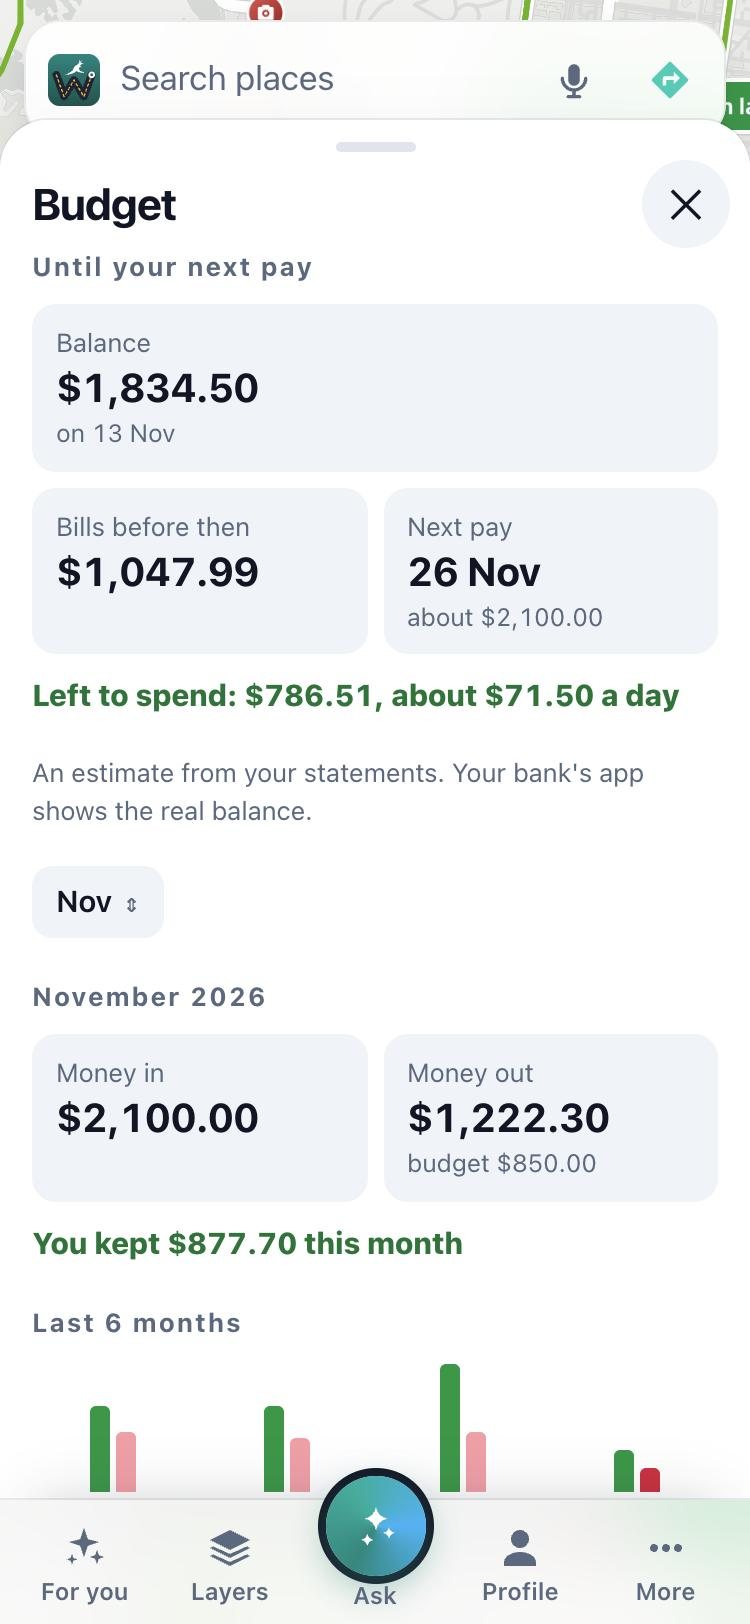 Search places
Budget
Until your next pay
Balance
$1,834.50
on 13 Nov
Bills before then
$1,047.99
Next pay
26 Nov
about $2,100.00
Left to spend: $786.51, about $71.50 a day
An estimate from your statements. Your bank's app
shows the real balance.
Nov
November 2026
Money in
$2,100.00
Money out
$1,222.30
budget $850.00
You kept $877.70 this month
Last 6 months
For you
Layers
Ask
Profile
More